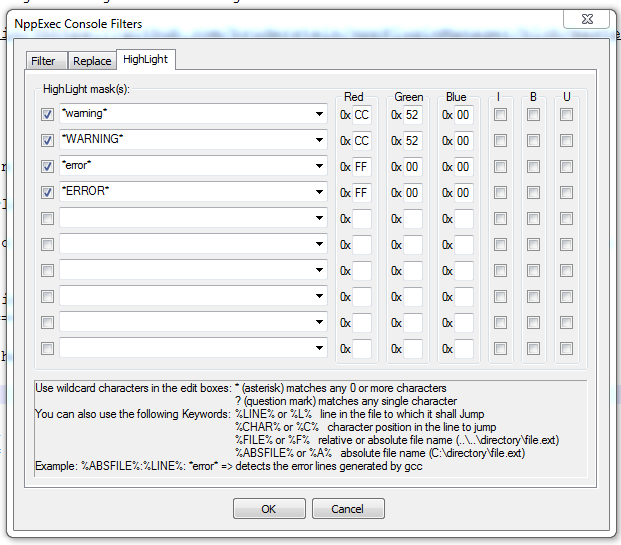 NppExec Console Filters
Filter Replace HighLight
HighLight mask(s):
Red Green Blue I B U
*warning* 0x CC 0x 52 0x 00
*WARNING* 0x CC 0x 52 0x 00
*error* 0x FF 0x 00 0x 00
*ERROR* 0x FF 0x 00 0x 00
0x 0x 0x
0x 0x 0x
0x 0x 0x
0x 0x 0x
0x 0x 0x
0x 0x 0x
Use wildcard characters in the edit boxes: * (asterisk) matches any 0 or more characters
? (question mark) matches any single character
You can also use the following Keywords: %LINE% or %L% line in the file to which it shall Jump
%CHAR% or %C% character position in the line to jump
%FILE% or %F% relative or absolute file name (..\..\directory\file.ext)
%ABSFILE% or %A% absolute file name (C:\directory\file.ext)
Example: %ABSFILE%:%LINE%: *error* => detects the error lines generated by gcc
OK Cancel